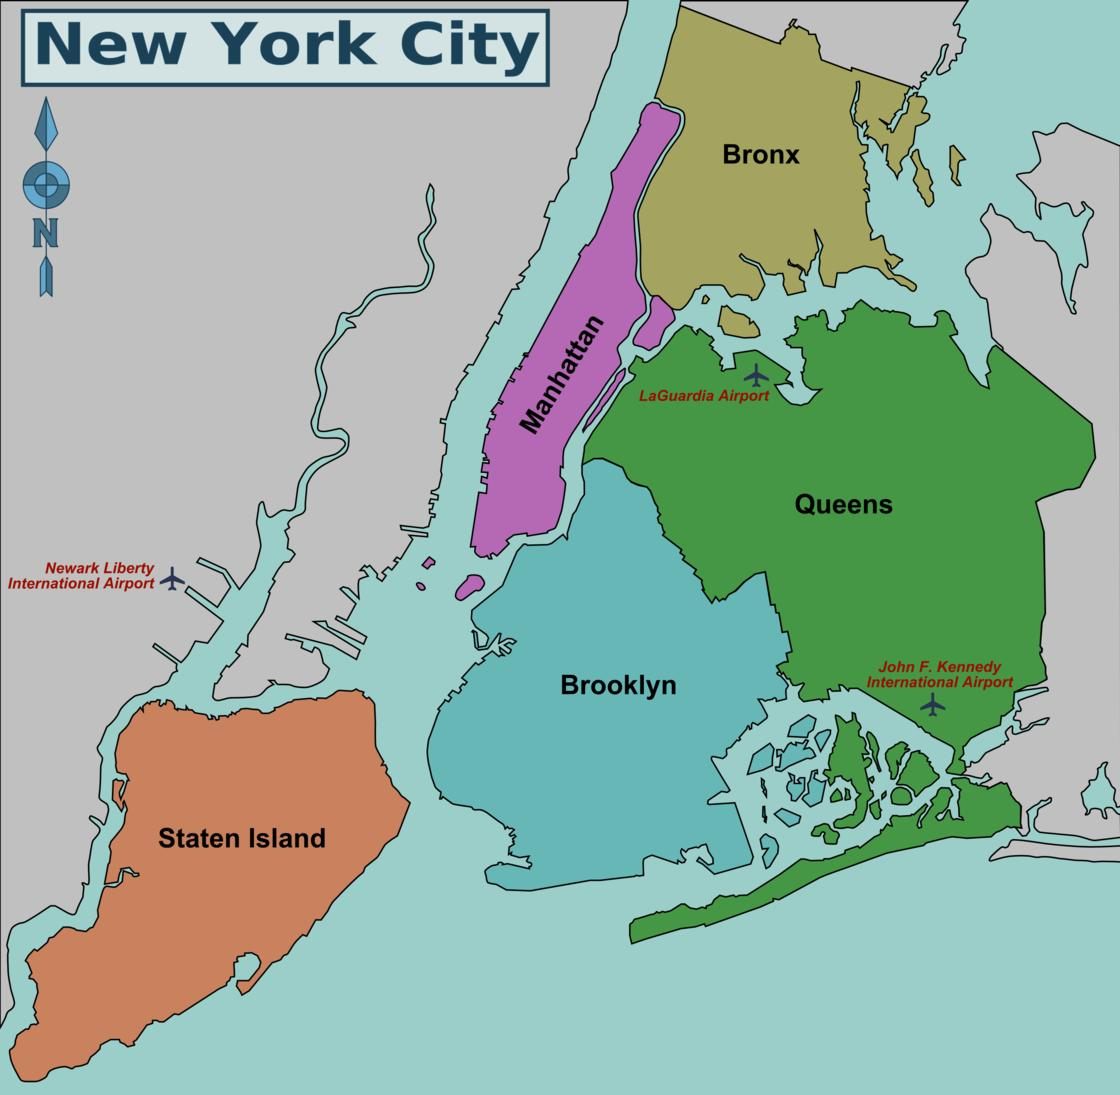 New York City
N
Bronx
Manhattan
LaGuardia Airport
Queens
Newark Liberty
International Airport
John F. Kennedy
International Airport
Brooklyn
Staten Island